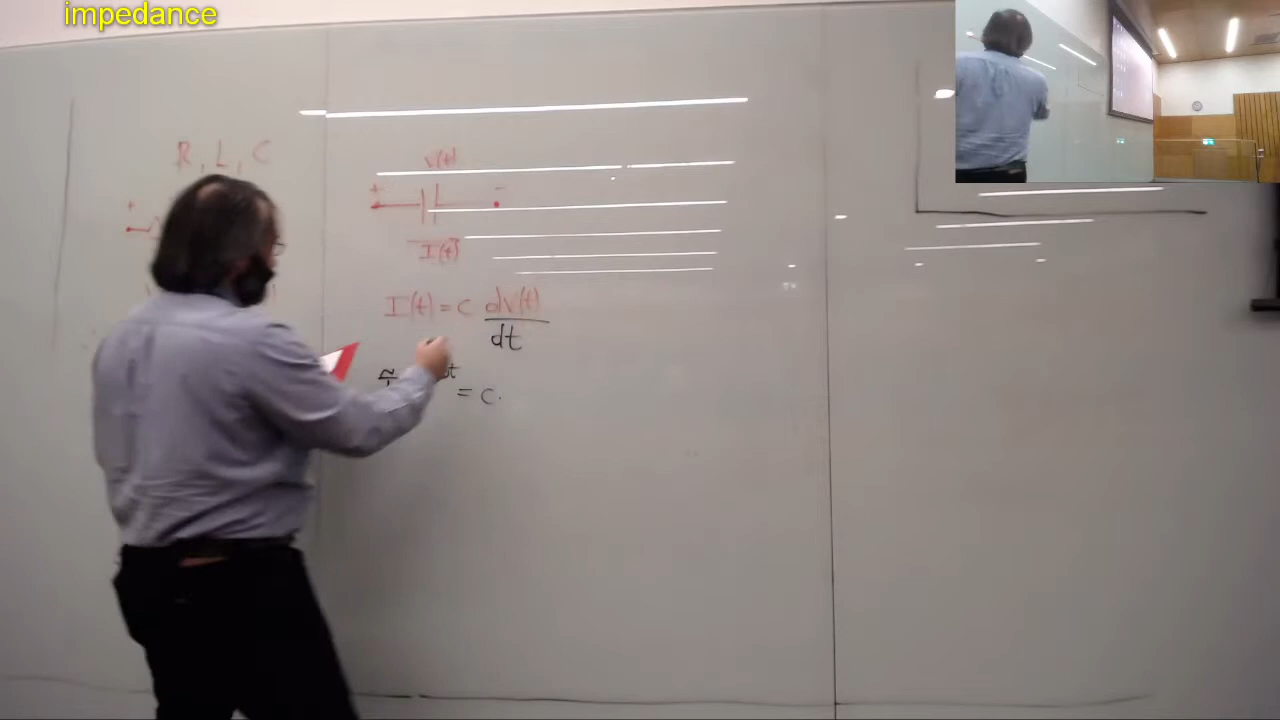 impedance
R, L, C
V(t)
+ -
+
I(t)
I(t) = C dV(t)
dt
= C.